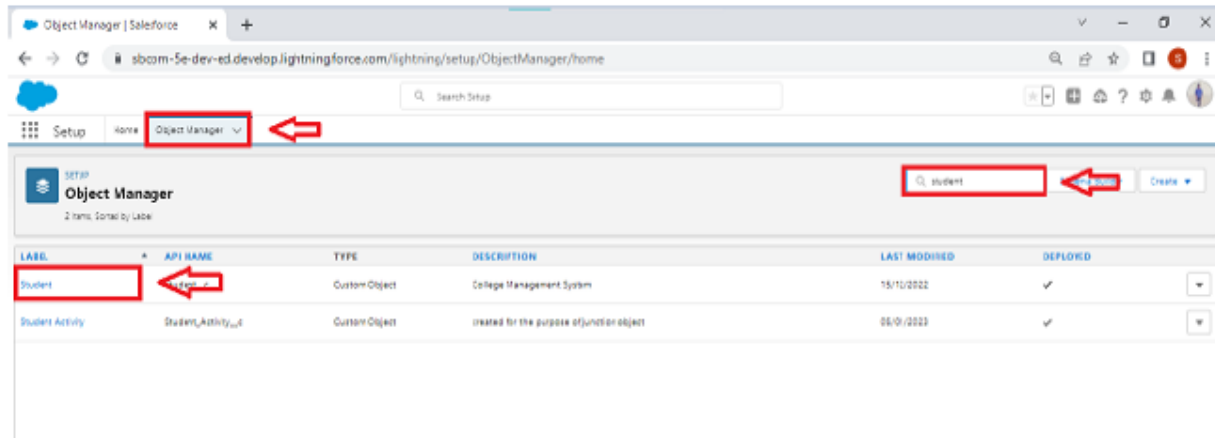 Object Manager | Salesforce
sbcom-5e-dev-ed.develop.lightning.force.com/lightning/setup/ObjectManager/home
S
Search Setup
Setup Home Object Manager
SETUP
Object Manager
2 Items, Sorted by Label
student
Create
LABEL API NAME TYPE DESCRIPTION LAST MODIFIED DEPLOYED
Student Custom Object College Management System 15/12/2022
Student Activity Student_Activity__c Custom Object created for the purpose of junction object 05/01/2023